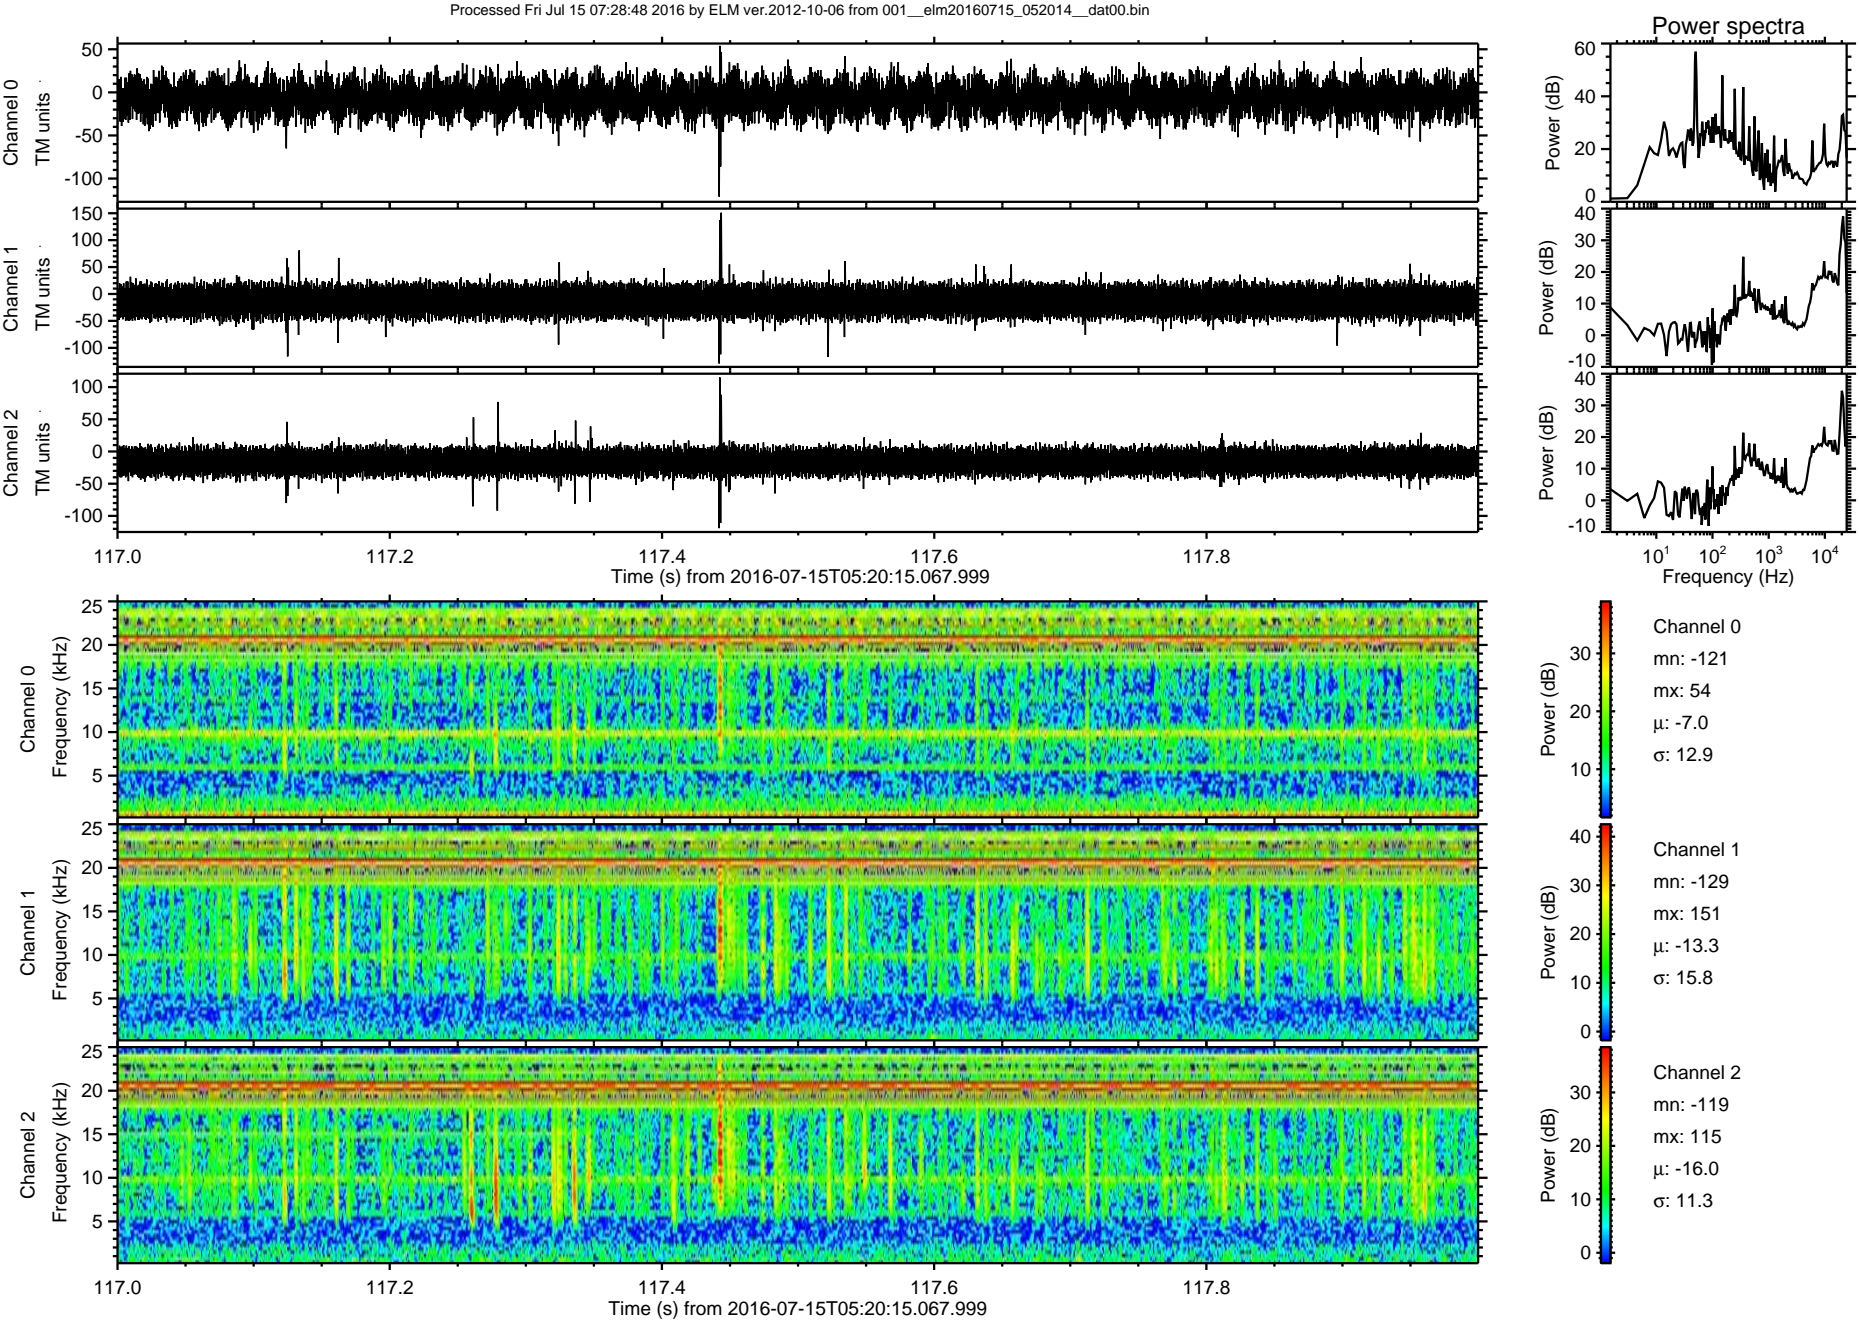 Processed Fri Jul 15 07:28:48 2016 by ELM ver.2012-10-06 from 001__elm20160715_052014__dat00.bin
Power spectra
Channel 0
TM units
50
0
-50
-100
Power (dB)
60
40
20
0
Channel 1
TM units
150
100
50
0
-50
-100
Power (dB)
40
30
20
10
0
-10
Channel 2
TM units
100
50
0
-50
-100
Power (dB)
40
30
20
10
0
-10
117.0 117.2 117.4 117.6 117.8
Time (s) from 2016-07-15T05:20:15.067.999
10¹ 10² 10³ 10⁴
Frequency (Hz)
Channel 0
Frequency (kHz)
25
20
15
10
5
Power (dB)
30
20
10
Channel 0
mn: -121
mx: 54
μ: -7.0
σ: 12.9
Channel 1
Frequency (kHz)
25
20
15
10
5
Power (dB)
40
30
20
10
0
Channel 1
mn: -129
mx: 151
μ: -13.3
σ: 15.8
Channel 2
Frequency (kHz)
25
20
15
10
5
Power (dB)
30
20
10
0
Channel 2
mn: -119
mx: 115
μ: -16.0
σ: 11.3
117.0 117.2 117.4 117.6 117.8
Time (s) from 2016-07-15T05:20:15.067.999